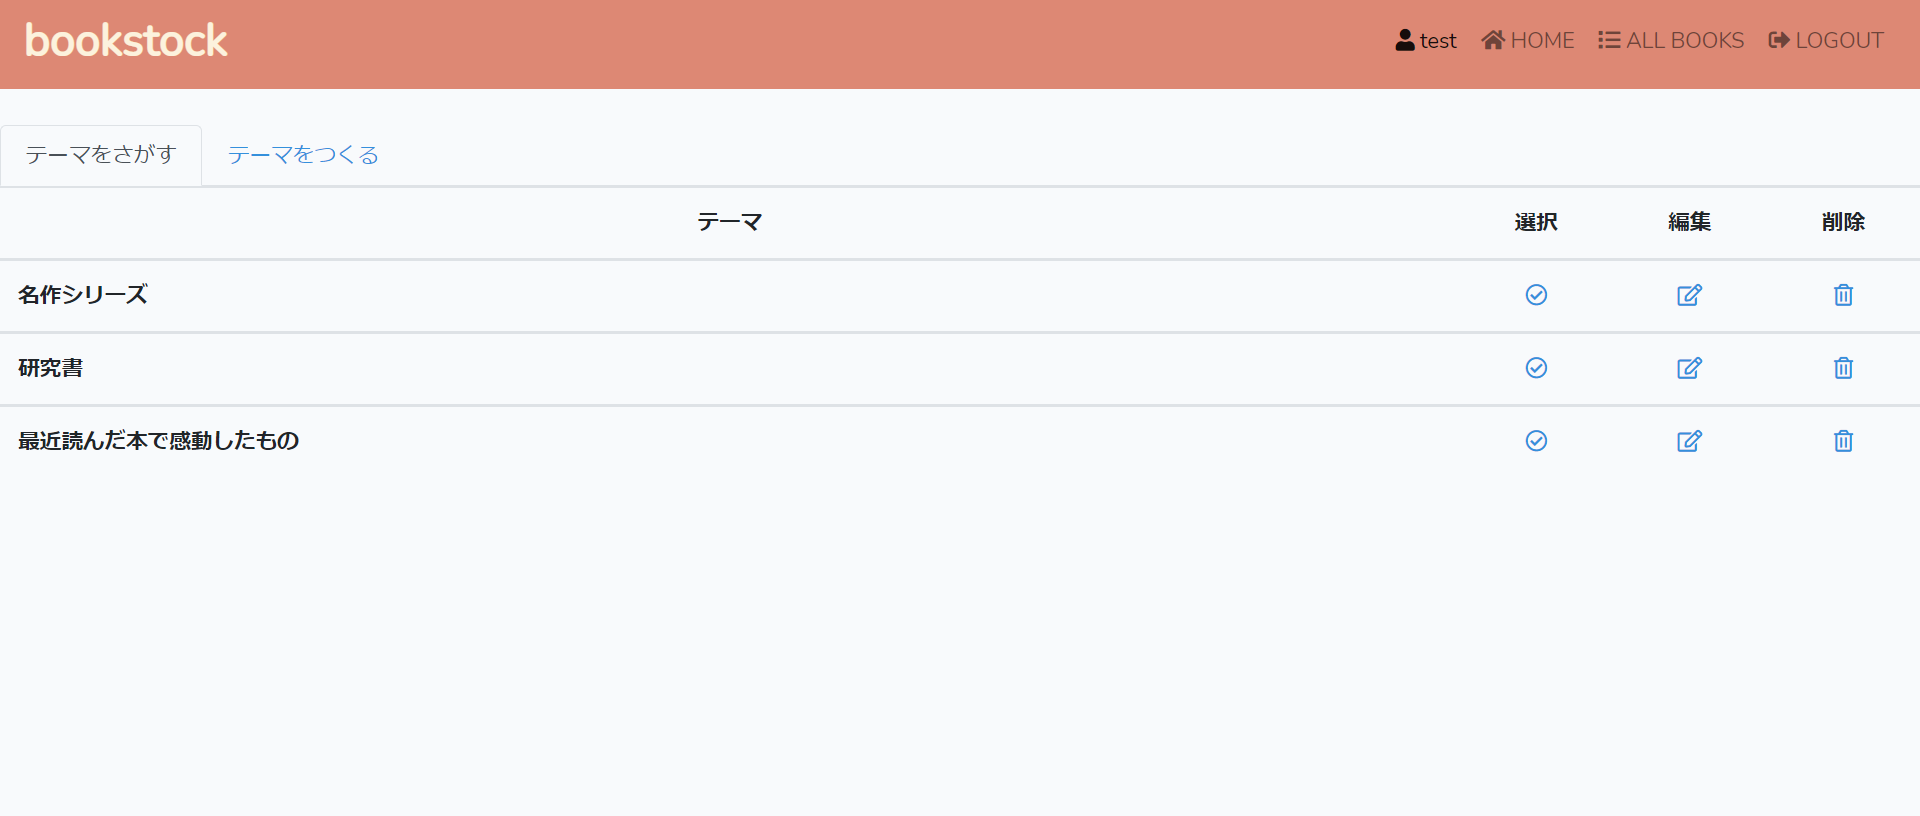 bookstock
test HOME ALL BOOKS LOGOUT
テーマをさがす テーマをつくる
テーマ 選択 編集 削除
名作シリーズ
研究書
最近読んだ本で感動したもの